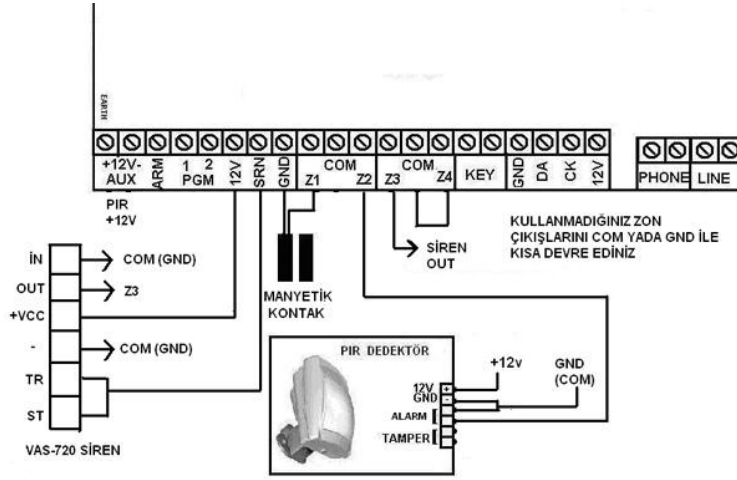 EARTH
+12V-
AUX
ARM
1 2
PGM
12V
SRN
GND
Z1
COM
Z2
Z3
COM
Z4
KEY
GND
DA
CK
12V
PHONE
LINE
PIR
+12V
İN
COM (GND)
OUT
Z3
+VCC
-
COM (GND)
TR
ST
VAS-720 SİREN
MANYETİK
KONTAK
SİREN
OUT
KULLANMADIĞINIZ ZON
ÇIKIŞLARINI COM YADA GND İLE
KISA DEVRE EDİNİZ
PIR DEDEKTÖR
12V +
GND -
ALARM
TAMPER
+12v
GND
(COM)